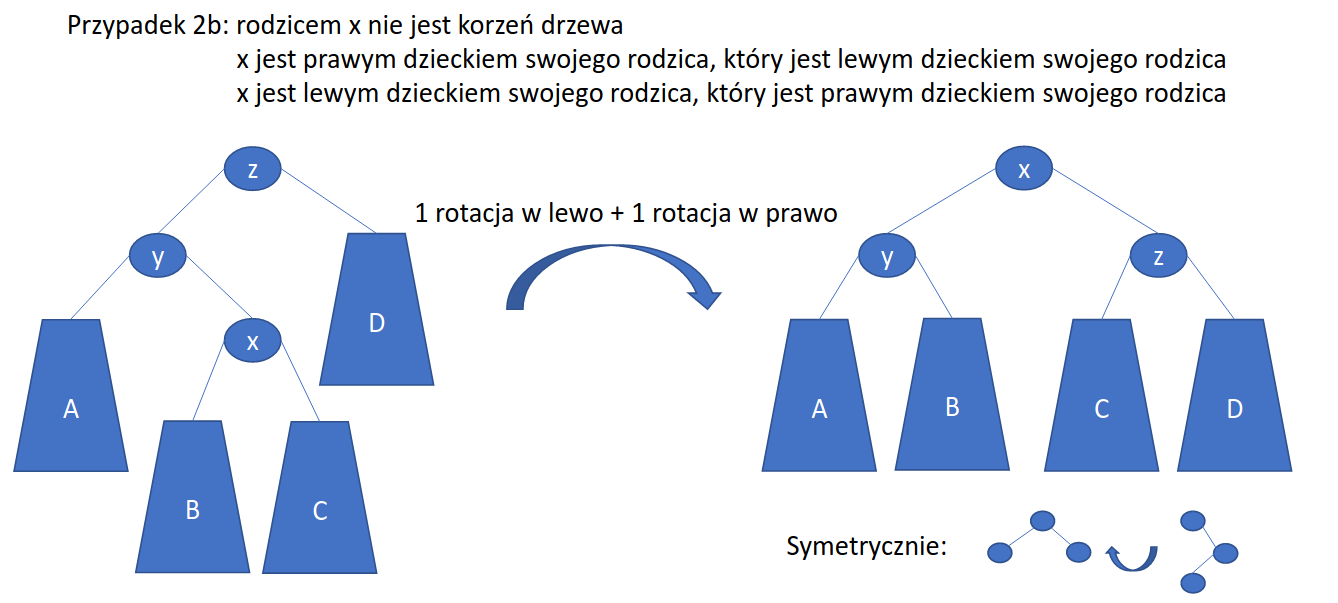 Przypadek 2b: rodzicem x nie jest korzeń drzewa
x jest prawym dzieckiem swojego rodzica, który jest lewym dzieckiem swojego rodzica
x jest lewym dzieckiem swojego rodzica, który jest prawym dzieckiem swojego rodzica
z
y
x
A
B
C
D
1 rotacja w lewo + 1 rotacja w prawo
x
y
z
A
B
C
D
Symetrycznie: